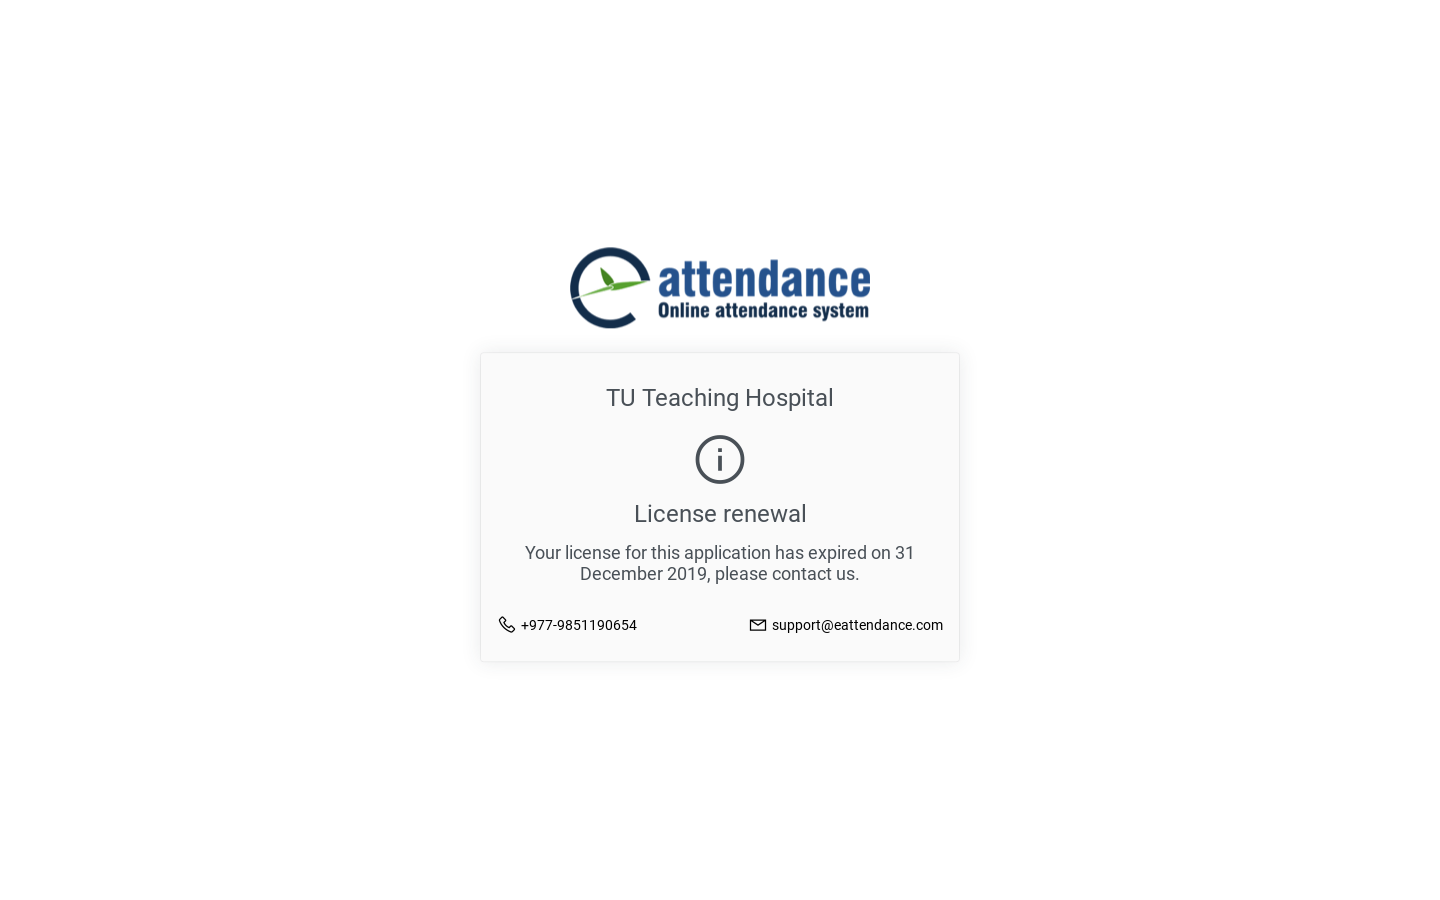 attendance
Online attendance system
TU Teaching Hospital
License renewal
Your license for this application has expired on 31
December 2019, please contact us.
+977-9851190654
support@eattendance.com